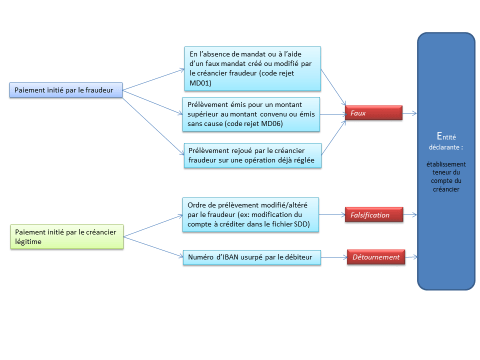 En l'absence de mandat ou à l'aide
d'un faux mandat créé ou modifié par
le créancier fraudeur (code rejet
MD01)
Paiement initié par le fraudeur
Prélèvement émis pour un montant
supérieur au montant convenu ou émis
sans cause (code rejet MD06)
Faux
Prélèvement rejoué par le créancier
fraudeur sur une opération déjà réglée
Entité
déclarante :
établissement
teneur du
compte du
créancier
Ordre de prélèvement modifié/altéré
par le fraudeur (ex: modification du
compte à créditer dans le fichier SDD)
Falsification
Paiement initié par le créancier
légitime
Numéro d'IBAN usurpé par le débiteur
Détournement